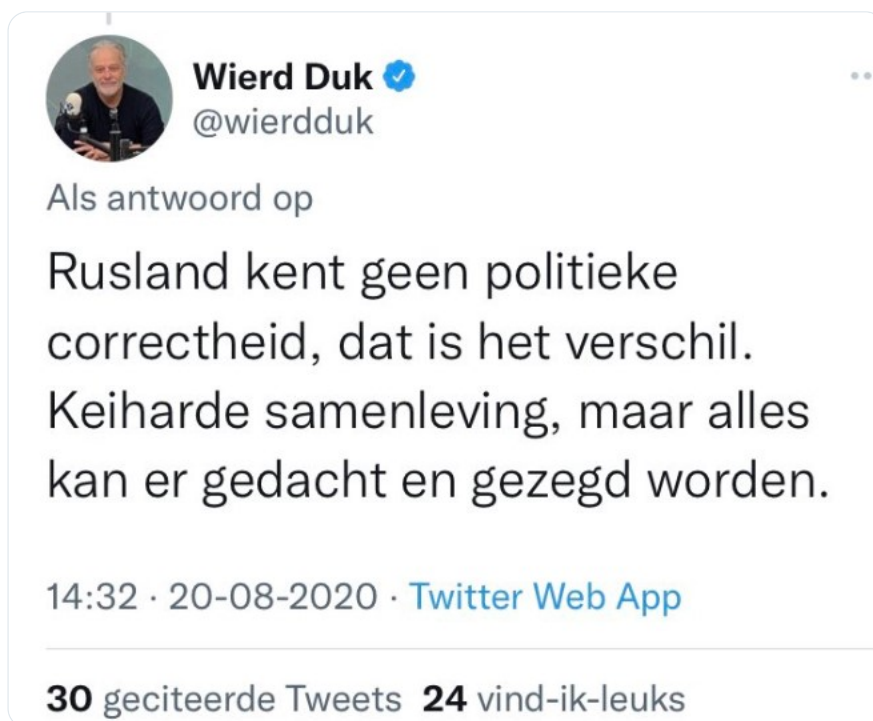 Wierd Duk
@wierdduk
Als antwoord op
Rusland kent geen politieke
correctheid, dat is het verschil.
Keiharde samenleving, maar alles
kan er gedacht en gezegd worden.
14:32 · 20-08-2020 · Twitter Web App
30 geciteerde Tweets 24 vind-ik-leuks